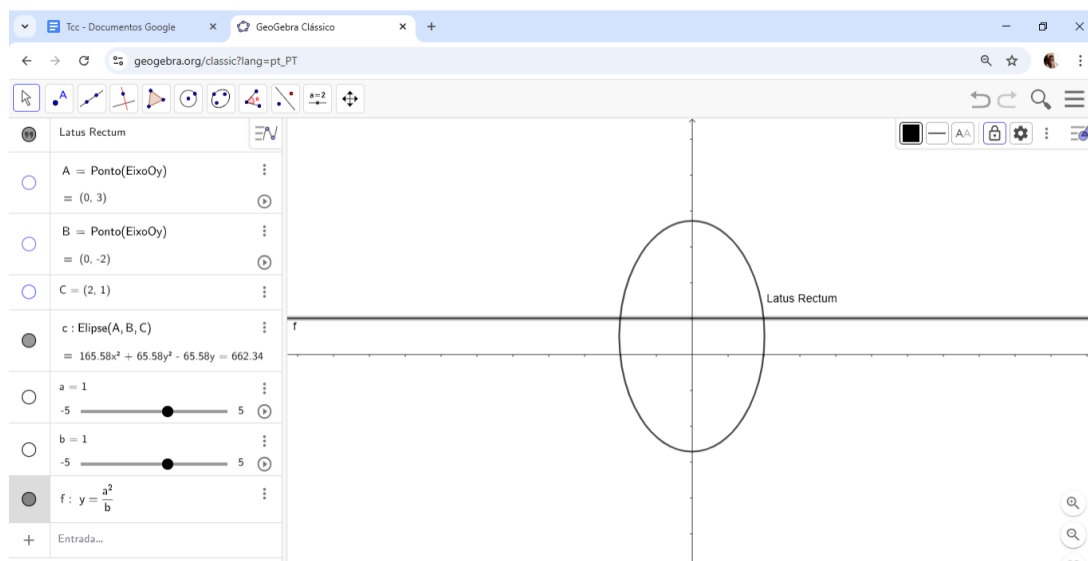 Tcc - Documentos Google
GeoGebra Clássico
geogebra.org/classic?lang=pt_PT
A
a=2
Latus Rectum
AA
A = Ponto(EixoOy)
= (0, 3)
B = Ponto(EixoOy)
= (0, -2)
C = (2, 1)
c : Elipse(A, B, C)
= 165.58x² + 65.58y² - 65.58y = 662.34
a = 1
-5 5
b = 1
-5 5
f : y = a²/b
Entrada...
Latus Rectum
f